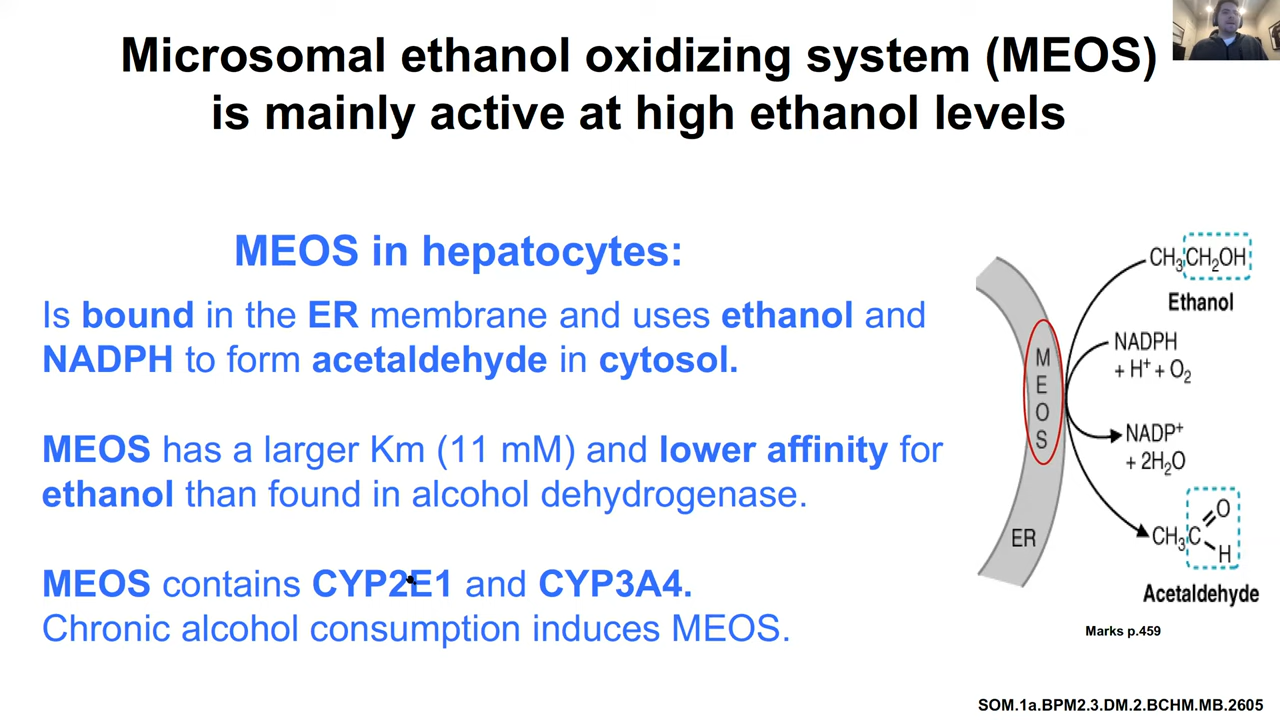 Microsomal ethanol oxidizing system (MEOS)
is mainly active at high ethanol levels
MEOS in hepatocytes:
Is bound in the ER membrane and uses ethanol and
NADPH to form acetaldehyde in cytosol.
MEOS has a larger Km (11 mM) and lower affinity for
ethanol than found in alcohol dehydrogenase.
MEOS contains CYP2E1 and CYP3A4.
Chronic alcohol consumption induces MEOS.
CH₃CH₂OH
Ethanol
NADPH
+ H⁺ + O₂
M
E
O
S
NADP⁺
+ 2H₂O
ER
O
CH₃C
H
Acetaldehyde
Marks p.459
SOM.1a.BPM2.3.DM.2.BCHM.MB.2605